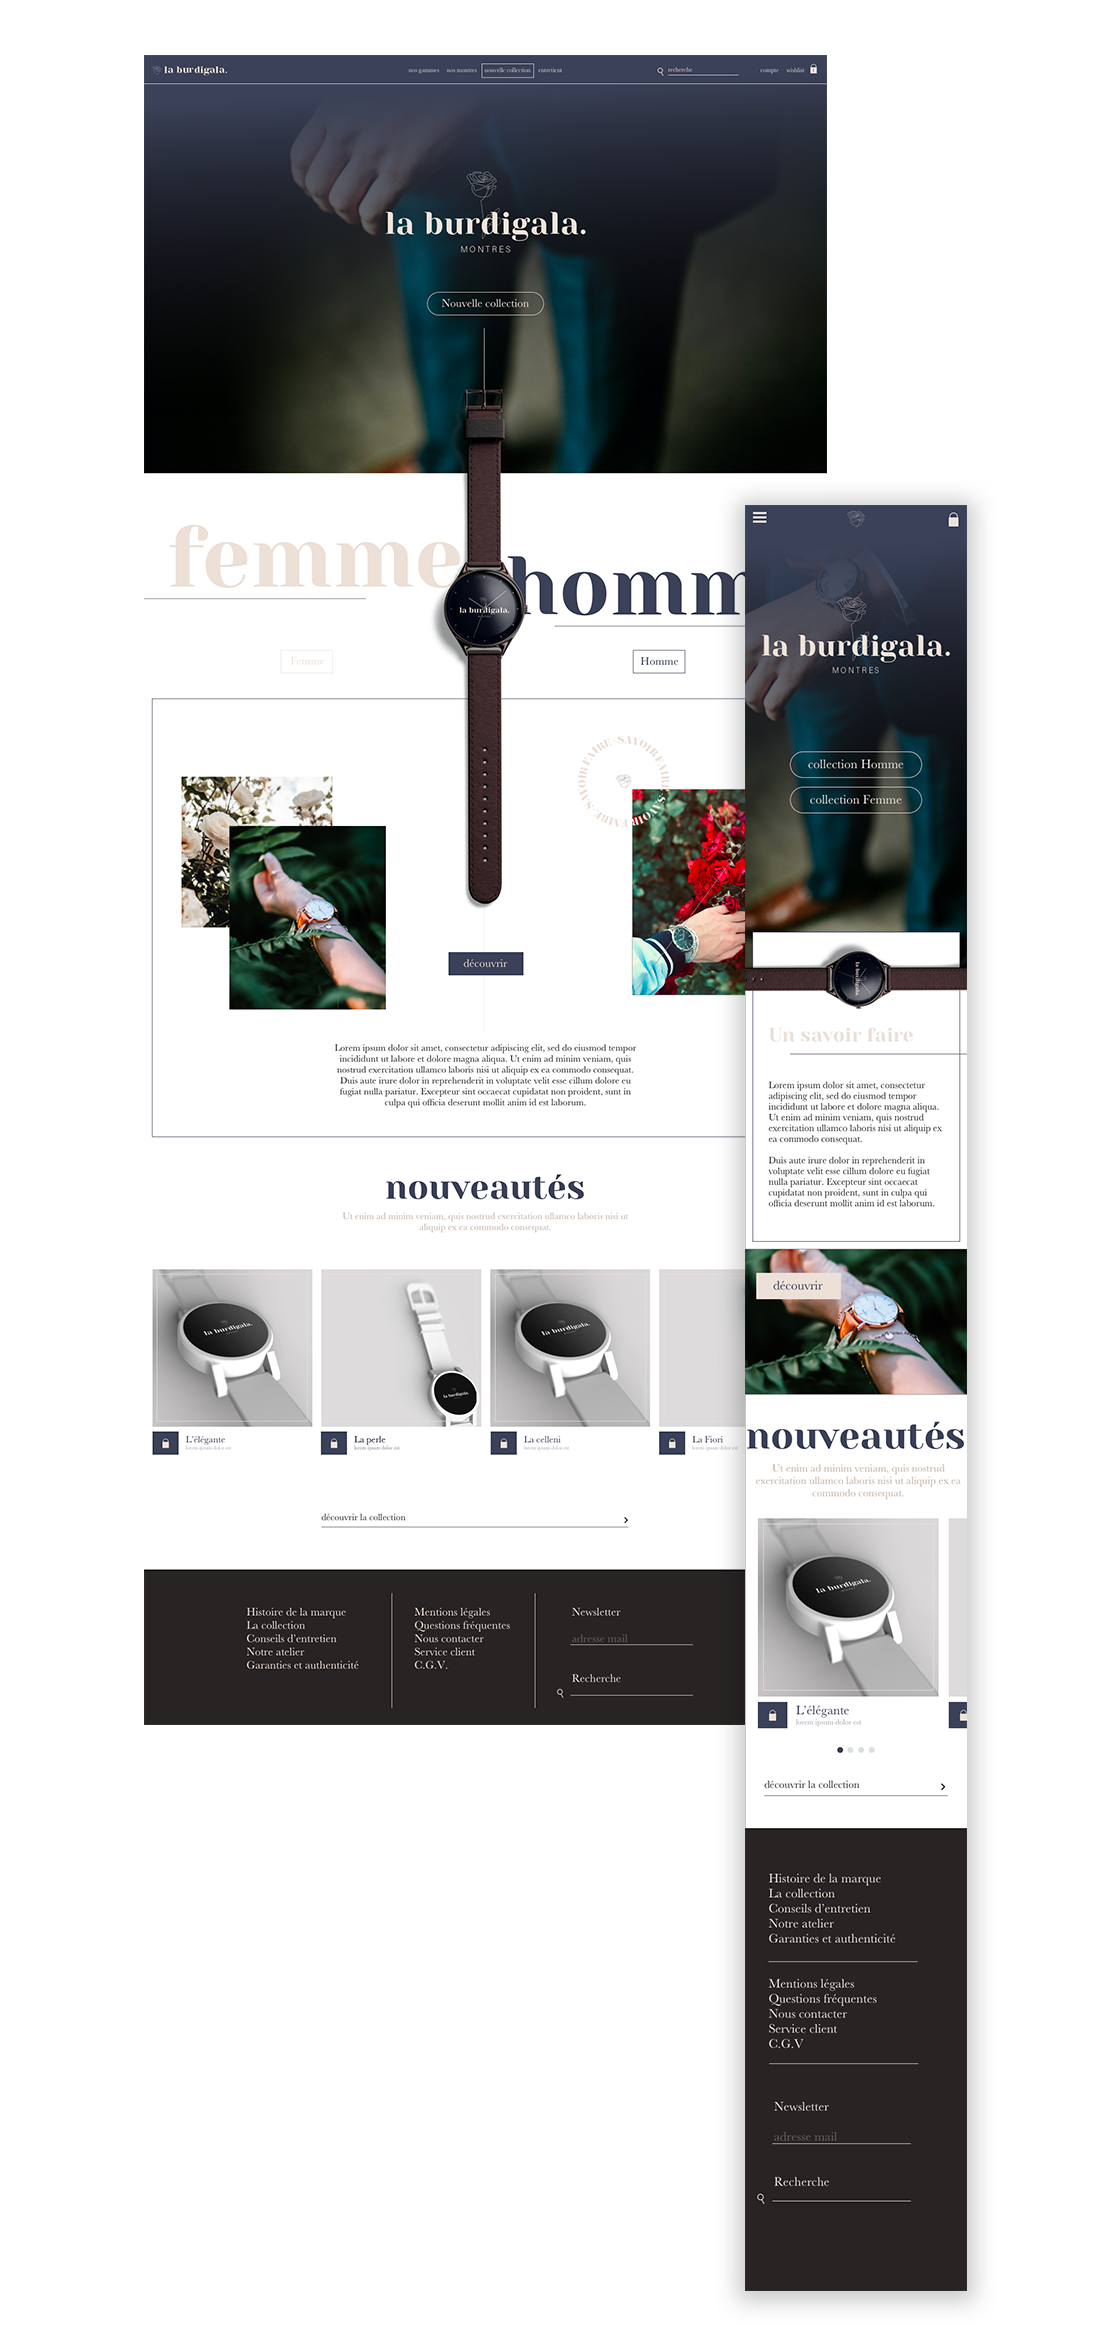 la burdigala.
nos gammes
nos montres
nouvelle collection
entretient
recherche
compte
wishlist
la burdigala.
MONTRES
Nouvelle collection
femme
la burdigala.
homm
Femme
Homme
SAVOIR FAIRE - SAVOIR FAIRE - SAVOIR FAIRE
découvrir
Lorem ipsum dolor sit amet, consectetur adipiscing elit, sed do eiusmod tempor
incididunt ut labore et dolore magna aliqua. Ut enim ad minim veniam, quis
nostrud exercitation ullamco laboris nisi ut aliquip ex ea commodo consequat.
Duis aute irure dolor in reprehenderit in voluptate velit esse cillum dolore eu
fugiat nulla pariatur. Excepteur sint occaecat cupidatat non proident, sunt in
culpa qui officia deserunt mollit anim id est laborum.
nouveautés
Ut enim ad minim veniam, quis nostrud exercitation ullamco laboris nisi ut
aliquip ex ea commodo consequat.
la burdigala.
la burdigala.
la burdigala.
L'élégante
lorem ipsum dolor est
La perle
lorem ipsum dolor est
La celleni
lorem ipsum dolor est
La Fiori
lorem ipsum dolor est
découvrir la collection
Histoire de la marque
La collection
Conseils d'entretien
Notre atelier
Garanties et authenticité
Mentions légales
Questions fréquentes
Nous contacter
Service client
C.G.V.
Newsletter
adresse mail
Recherche
la burdigala.
MONTRES
collection Homme
collection Femme
la burdigala.
Un savoir faire
Lorem ipsum dolor sit amet, consectetur
adipiscing elit, sed do eiusmod tempor
incididunt ut labore et dolore magna aliqua.
Ut enim ad minim veniam, quis nostrud
exercitation ullamco laboris nisi ut aliquip ex
ea commodo consequat.
Duis aute irure dolor in reprehenderit in
voluptate velit esse cillum dolore eu fugiat
nulla pariatur. Excepteur sint occaecat
cupidatat non proident, sunt in culpa qui
officia deserunt mollit anim id est laborum.
découvrir
nouveautés
Ut enim ad minim veniam, quis nostrud
exercitation ullamco laboris nisi ut aliquip ex ea
commodo consequat.
la burdigala.
L'élégante
lorem ipsum dolor est
découvrir la collection
Histoire de la marque
La collection
Conseils d'entretien
Notre atelier
Garanties et authenticité
Mentions légales
Questions fréquentes
Nous contacter
Service client
C.G.V
Newsletter
adresse mail
Recherche